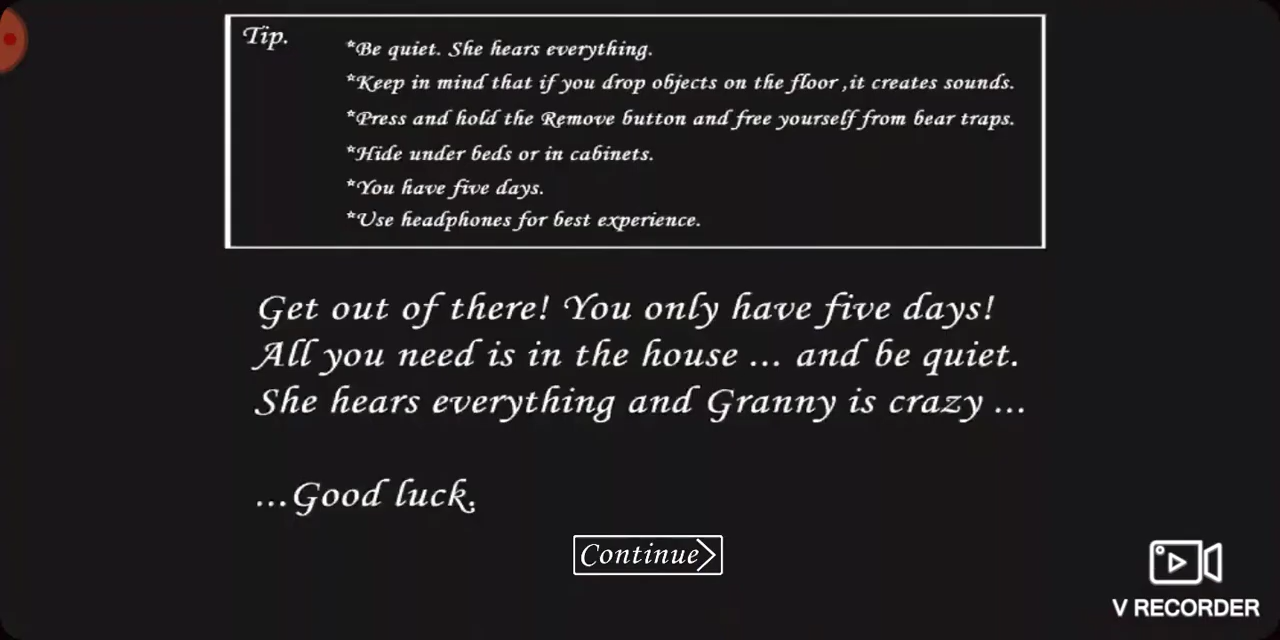 Tip.
*Be quiet. She hears everything.
*Keep in mind that if you drop objects on the floor ,it creates sounds.
*Press and hold the Remove button and free yourself from bear traps.
*Hide under beds or in cabinets.
*You have five days.
*Use headphones for best experience.
Get out of there! You only have five days!
All you need is in the house ... and be quiet.
She hears everything and Granny is crazy ...
...Good luck.
Continue
V RECORDER